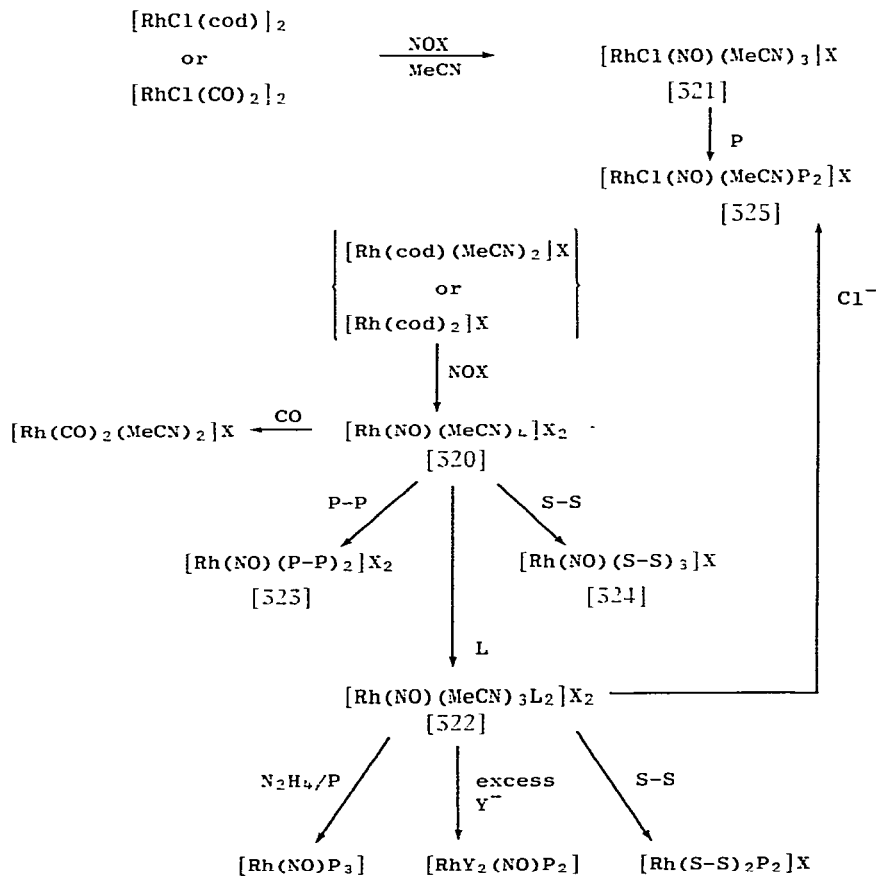 [RhCl(cod)]₂
or
[RhCl(CO)₂]₂
NOX
MeCN
[RhCl(NO)(MeCN)₃]X
[321]
P
[RhCl(NO)(MeCN)P₂]X
[325]
[Rh(cod)(MeCN)₂]X
or
[Rh(cod)₂]X
Cl⁻
NOX
[Rh(CO)₂(MeCN)₂]X
CO
[Rh(NO)(MeCN)₄]X₂
[320]
P-P
S-S
[Rh(NO)(P-P)₂]X₂
[323]
[Rh(NO)(S-S)₃]X
[324]
L
[Rh(NO)(MeCN)₃L₂]X₂
[322]
N₂H₄/P
excess
Y⁻
S-S
[Rh(NO)P₃]
[RhY₂(NO)P₂]
[Rh(S-S)₂P₂]X